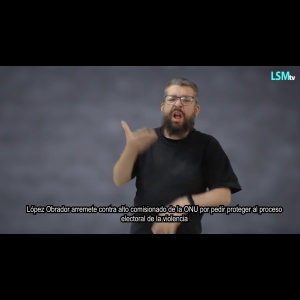 LSMtv
López Obrador arremete contra alto comisionado de la ONU por pedir proteger al proceso
electoral de la violencia